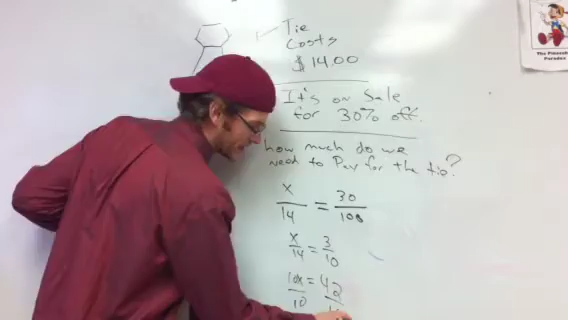 Tie
Costs
$14.00
It's on Sale
for 30% off.
how much do we
need to Pay for the tie?
x/14 = 30/100
x/14 = 3/10
10x/10 = 42/
The Pinocchio
Paradox